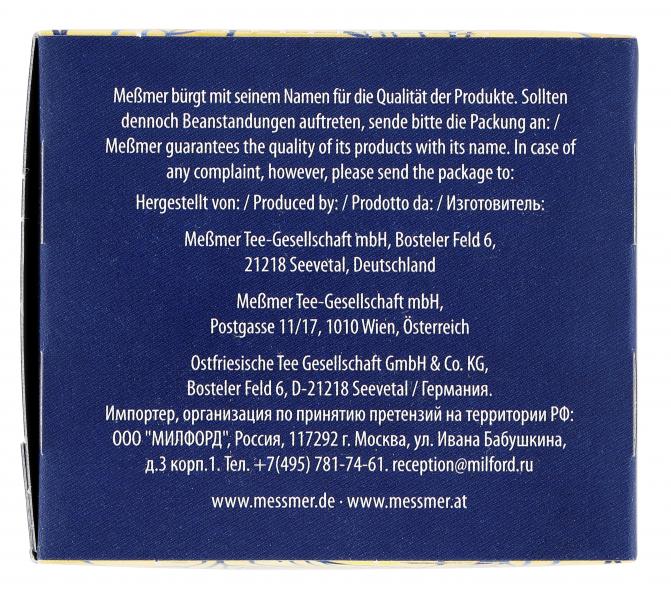 Meßmer bürgt mit seinem Namen für die Qualität der Produkte. Sollten
dennoch Beanstandungen auftreten, sende bitte die Packung an: /
Meßmer guarantees the quality of its products with its name. In case of
any complaint, however, please send the package to:
Hergestellt von: / Produced by: / Prodotto da: / Изготовитель:
Meßmer Tee-Gesellschaft mbH, Bosteler Feld 6,
21218 Seevetal, Deutschland
Meßmer Tee-Gesellschaft mbH,
Postgasse 11/17, 1010 Wien, Österreich
Ostfriesische Tee Gesellschaft GmbH & Co. KG,
Bosteler Feld 6, D-21218 Seevetal / Германия.
Импортер, организация по принятию претензий на территории РФ:
ООО "МИЛФОРД", Россия, 117292 г. Москва, ул. Ивана Бабушкина,
д.3 корп.1. Тел. +7(495) 781-74-61. reception@milford.ru
www.messmer.de · www.messmer.at